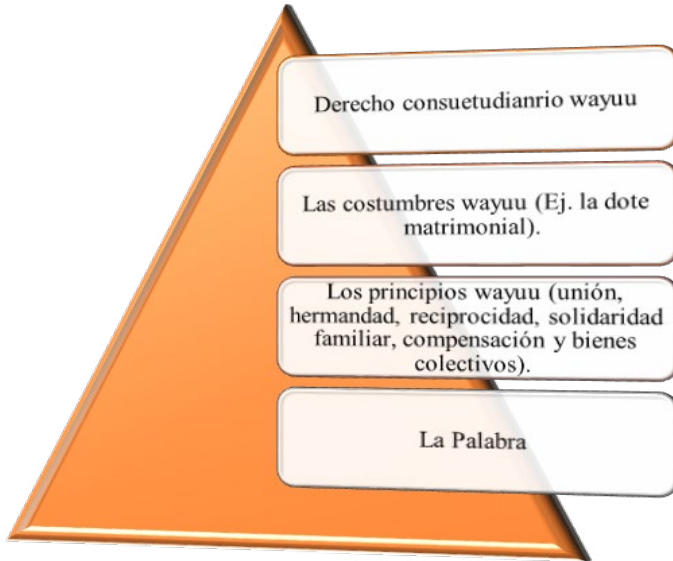 Derecho consuetudianrio wayuu
Las costumbres wayuu (Ej. la dote
matrimonial).
Los principios wayuu (unión,
hermandad, reciprocidad, solidaridad
familiar, compensación y bienes
colectivos).
La Palabra